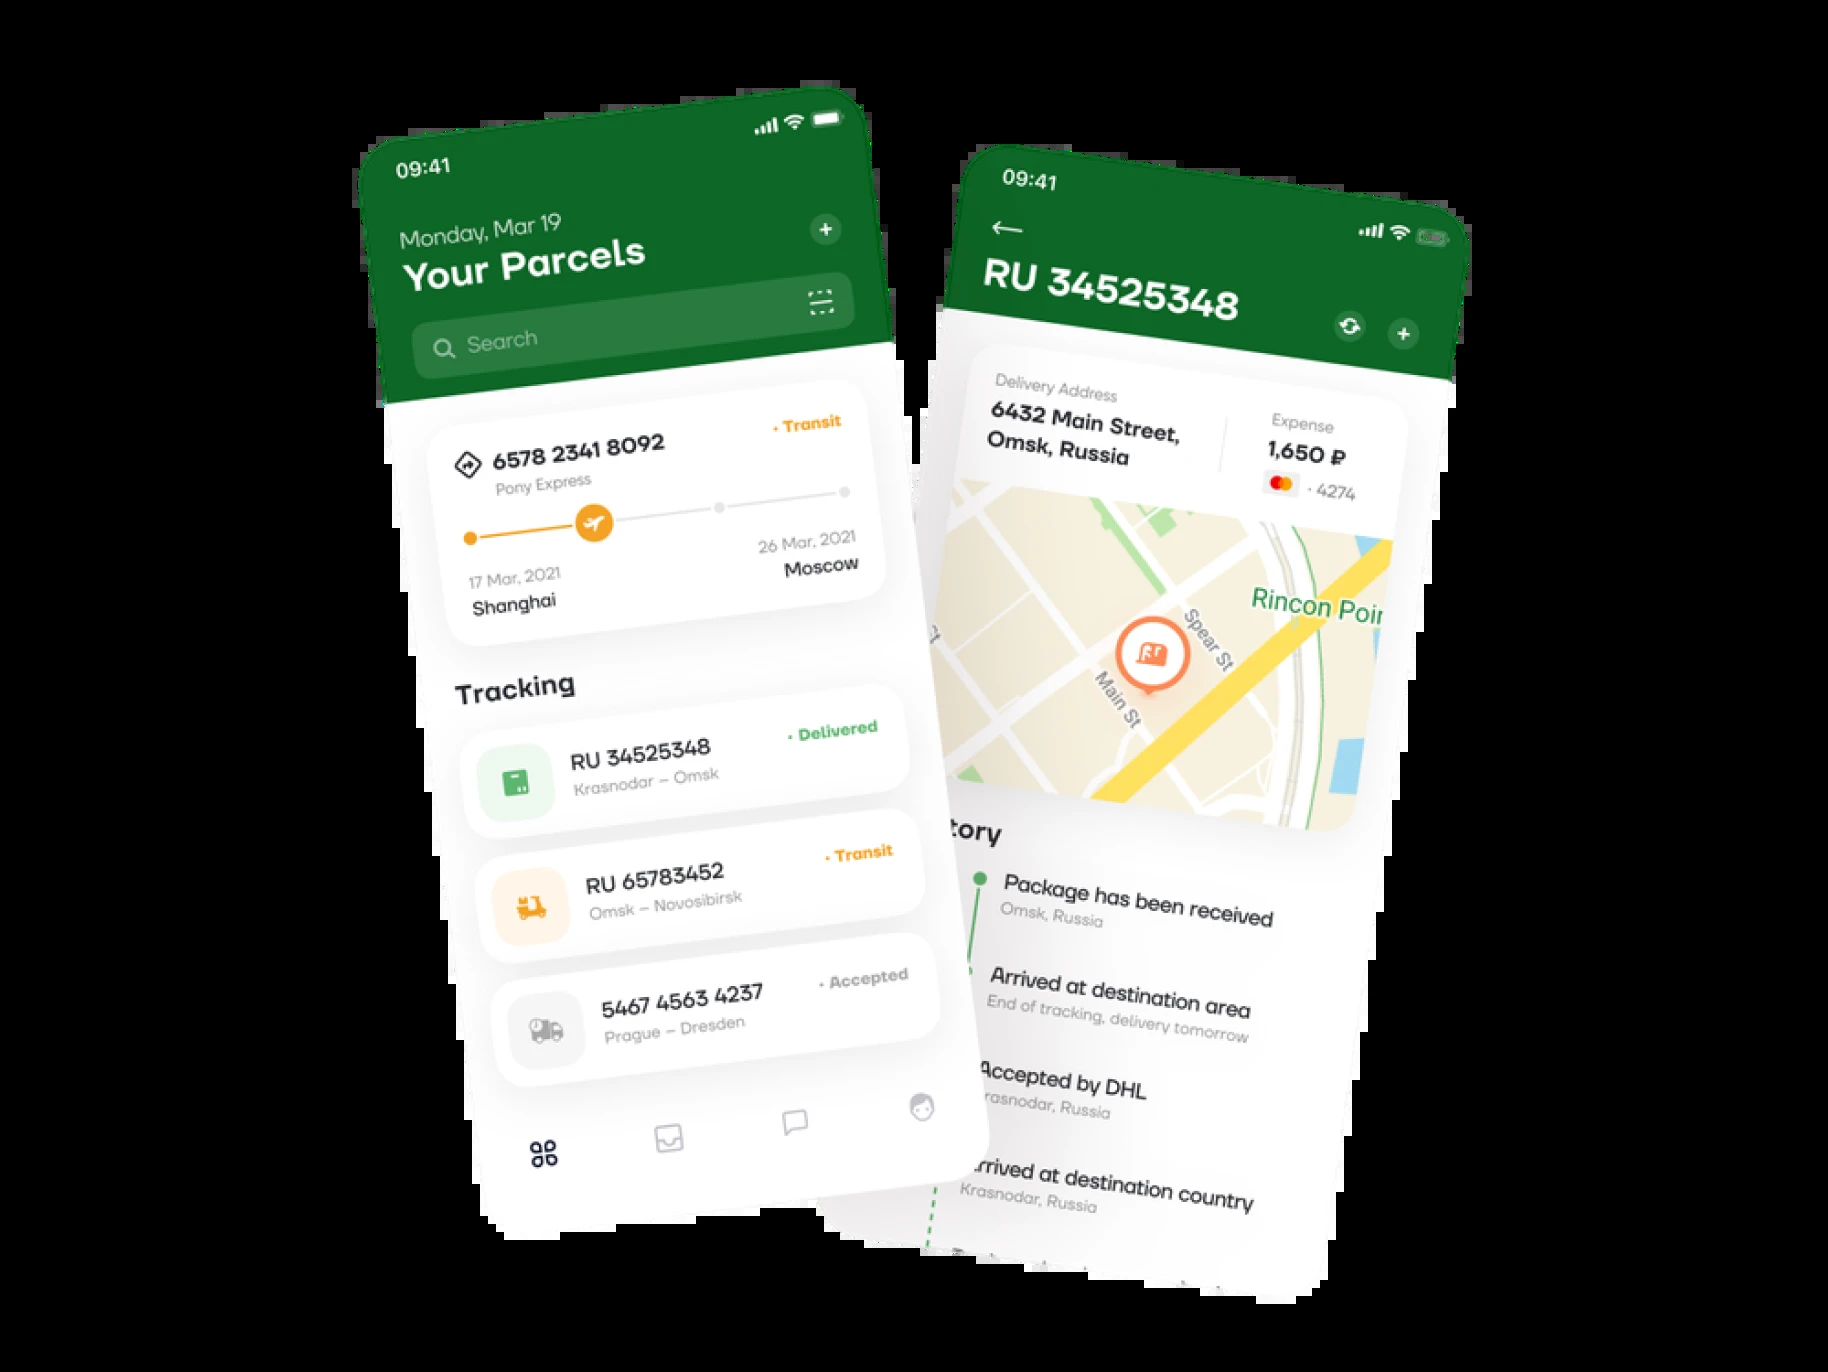 09:41
Monday, Mar 19
Your Parcels
Search
6578 2341 8092
• Transit
Pony Express
17 Mar, 2021
26 Mar, 2021
Shanghai
Moscow
Tracking
RU 34525348
• Delivered
Krasnodar – Omsk
RU 65783452
• Transit
Omsk – Novosibirsk
5467 4563 4237
• Accepted
Prague – Dresden
09:41
RU 34525348
Delivery Address
6432 Main Street,
Omsk, Russia
Expense
1,650 ₽
· 4274
Rincon Poin
Spear St
Main St
St
tory
Package has been received
Omsk, Russia
Arrived at destination area
End of tracking, delivery tomorrow
Accepted by DHL
rasnodar, Russia
rrived at destination country
Krasnodar, Russia